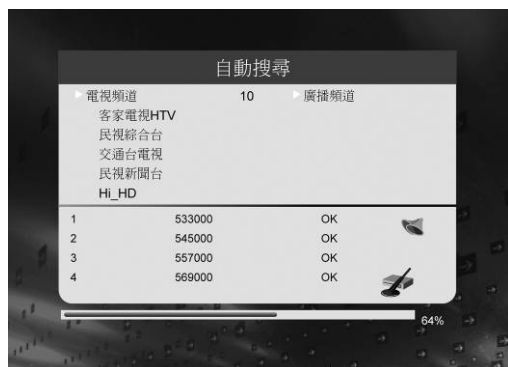 自動搜尋
電視頻道 10 廣播頻道
客家電視HTV
民視綜合台
交通台電視
民視新聞台
Hi_HD
1 533000 OK
2 545000 OK
3 557000 OK
4 569000 OK
64%